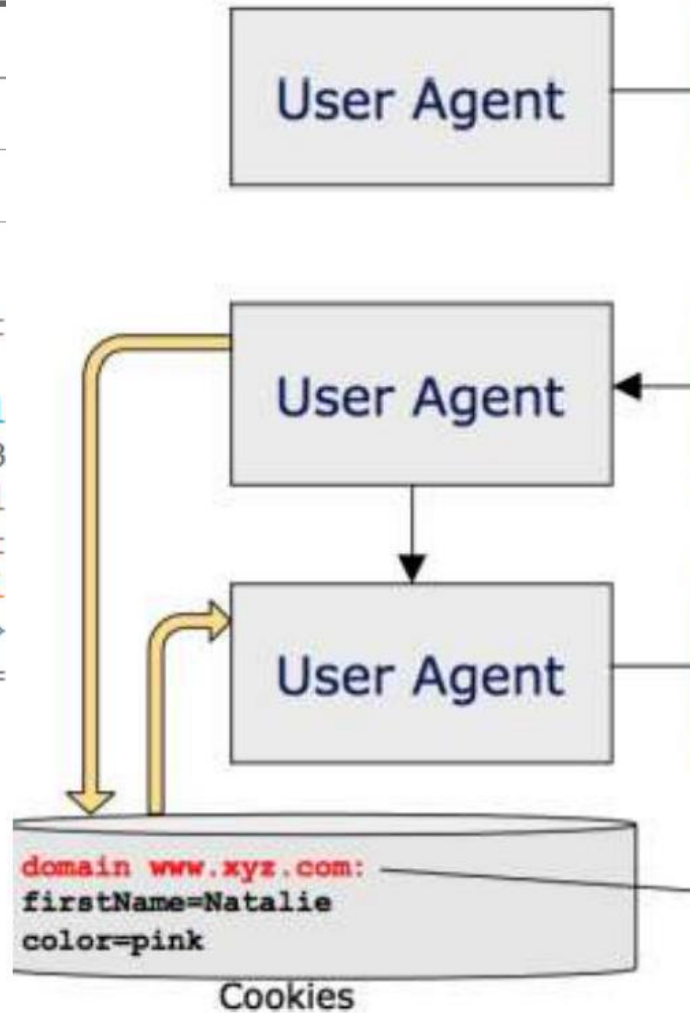 User Agent
User Agent
User Agent
domain www.xyz.com:
firstName=Natalie
color=pink
Cookies